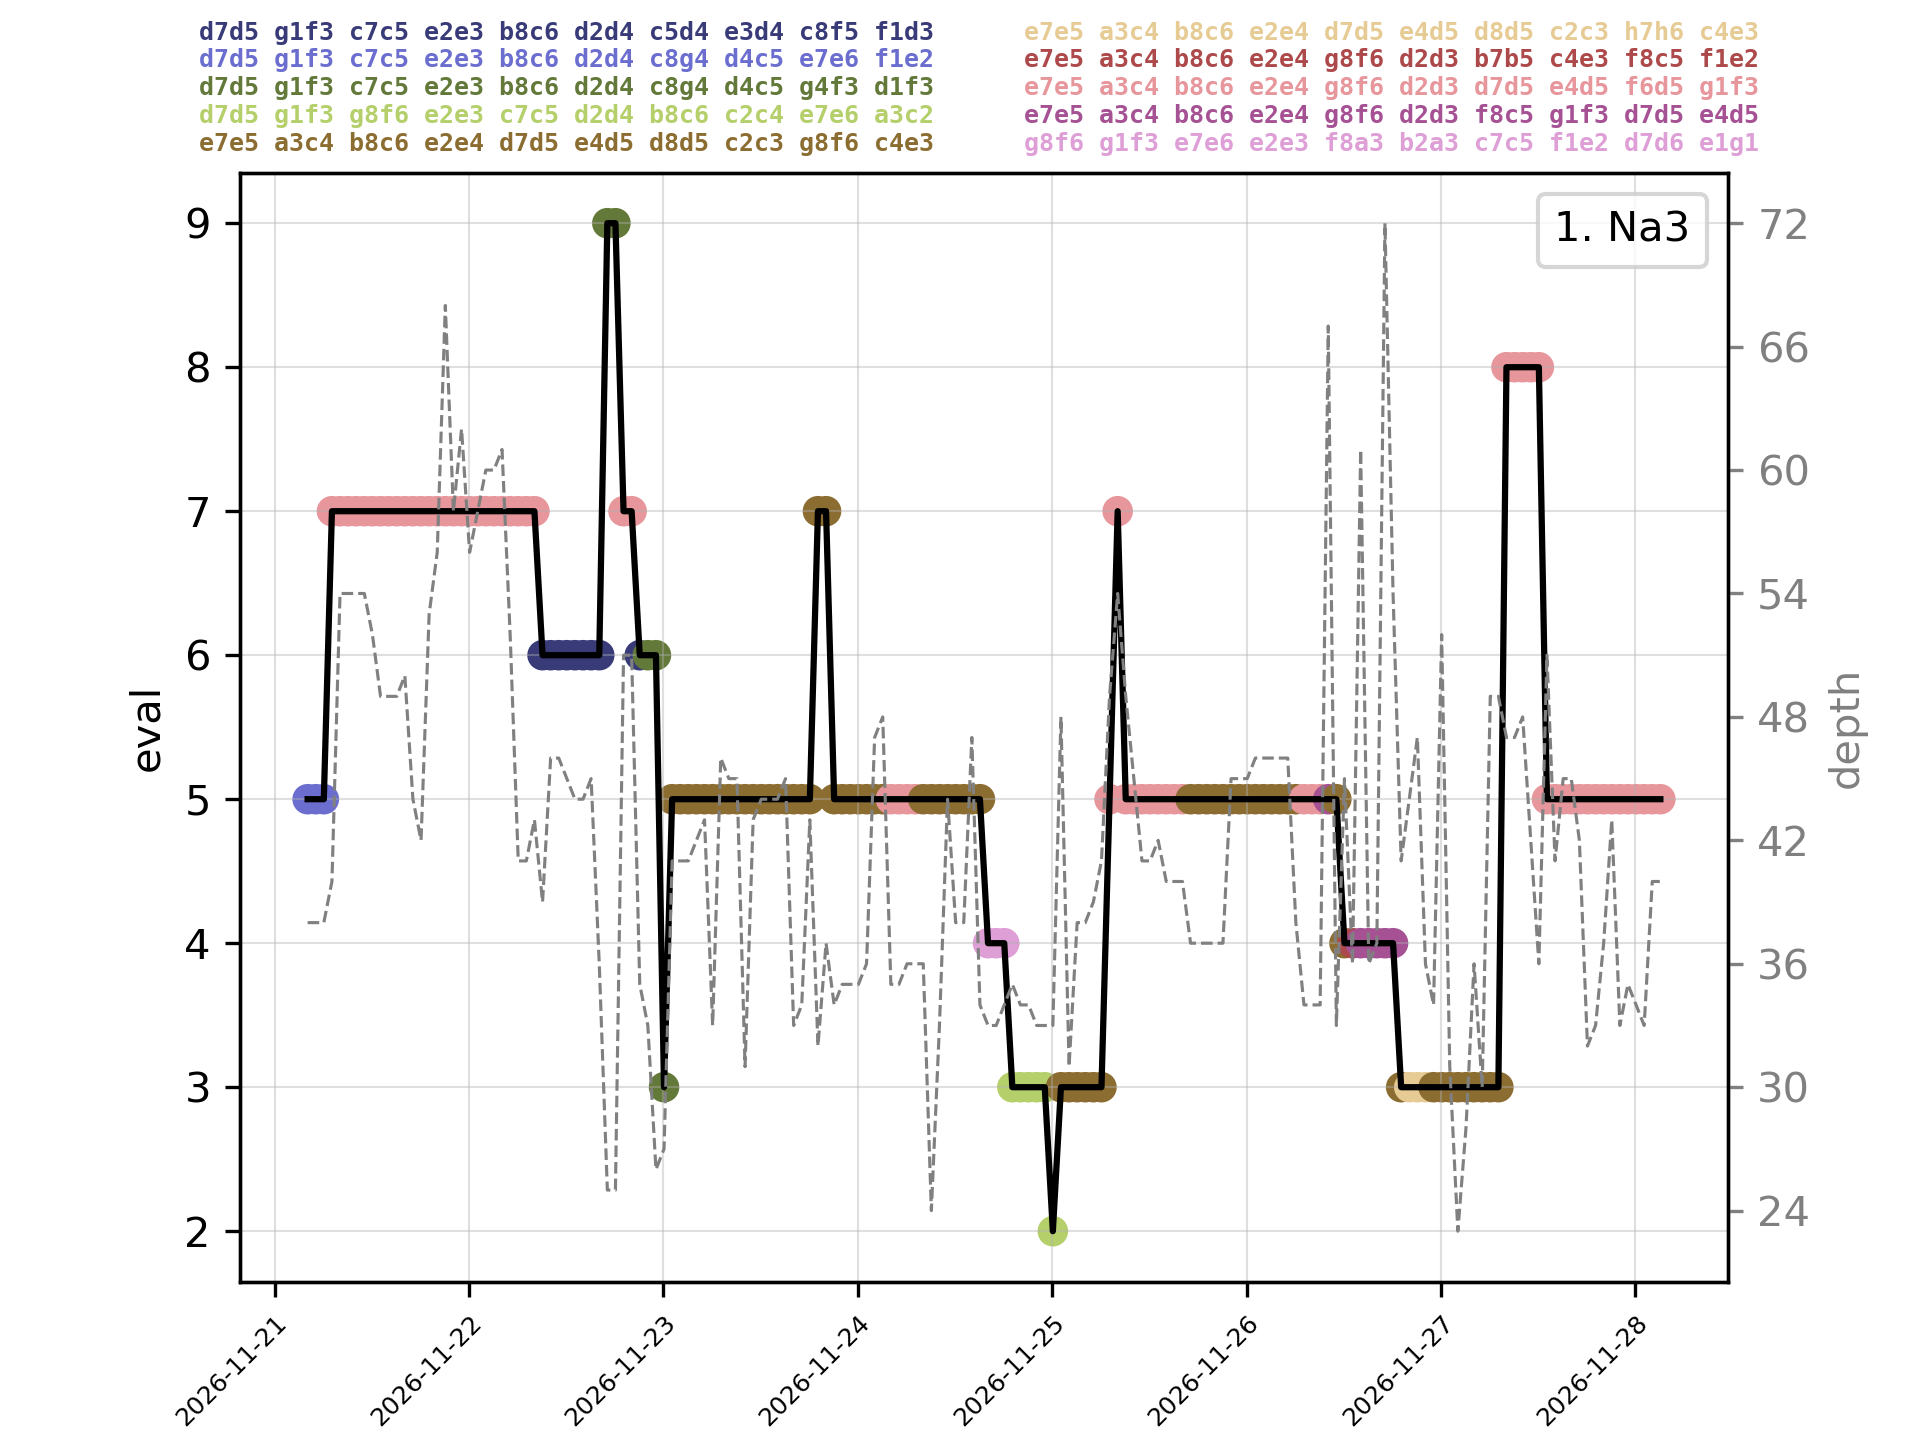 d7d5 g1f3 c7c5 e2e3 b8c6 d2d4 c5d4 e3d4 c8f5 f1d3
d7d5 g1f3 c7c5 e2e3 b8c6 d2d4 c8g4 d4c5 e7e6 f1e2
d7d5 g1f3 c7c5 e2e3 b8c6 d2d4 c8g4 d4c5 g4f3 d1f3
d7d5 g1f3 g8f6 e2e3 c7c5 d2d4 b8c6 c2c4 e7e6 a3c2
e7e5 a3c4 b8c6 e2e4 d7d5 e4d5 d8d5 c2c3 g8f6 c4e3
e7e5 a3c4 b8c6 e2e4 d7d5 e4d5 d8d5 c2c3 h7h6 c4e3
e7e5 a3c4 b8c6 e2e4 g8f6 d2d3 b7b5 c4e3 f8c5 f1e2
e7e5 a3c4 b8c6 e2e4 g8f6 d2d3 d7d5 e4d5 f6d5 g1f3
e7e5 a3c4 b8c6 e2e4 g8f6 d2d3 f8c5 g1f3 d7d5 e4d5
g8f6 g1f3 e7e6 e2e3 f8a3 b2a3 c7c5 f1e2 d7d6 e1g1
1. Na3
eval
9
8
7
6
5
4
3
2
72
66
60
54
48
42
36
30
24
depth
2026-11-21
2026-11-22
2026-11-23
2026-11-24
2026-11-25
2026-11-26
2026-11-27
2026-11-28